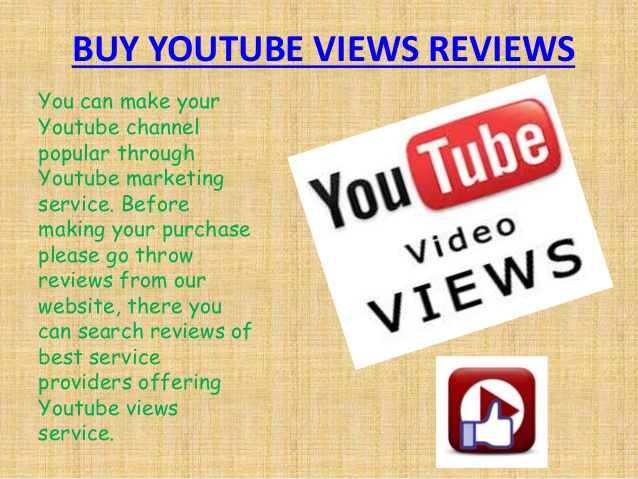 BUY YOUTUBE VIEWS REVIEWS
You can make your
Youtube channel
popular through
Youtube marketing
service. Before
making your purchase
please go throw
reviews from our
website, there you
can search reviews of
best service
providers offering
Youtube views
service.
YouTube
Video
VIEWS